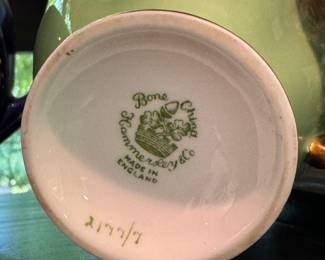 Bone China
Hammersley & Co
MADE IN
ENGLAND
2177/7